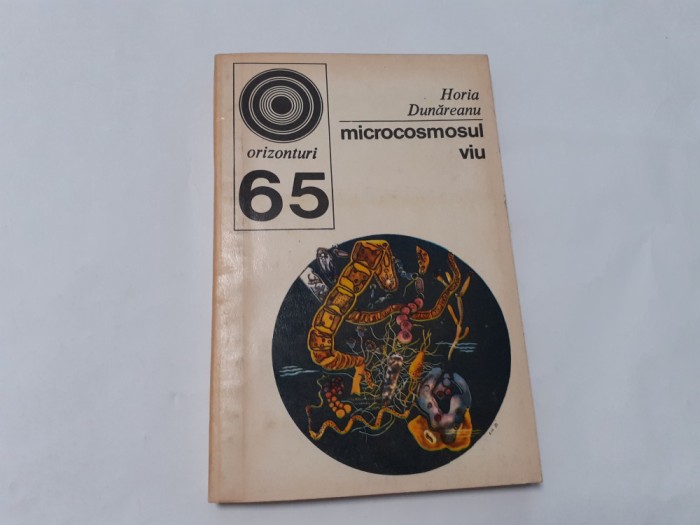 orizonturi
65
Horia
Dunăreanu
microcosmosul
viu